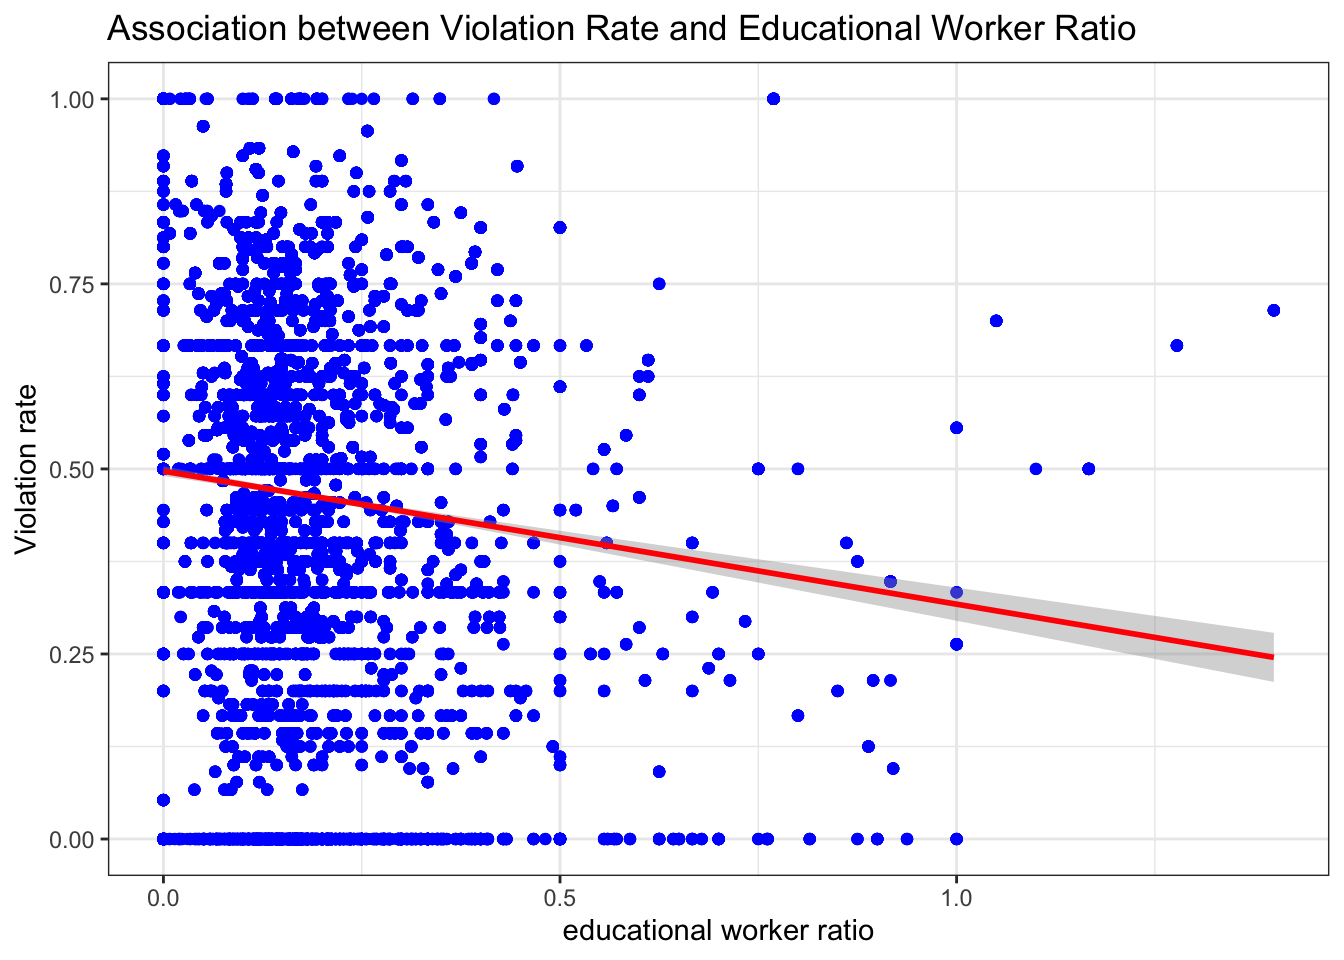 Association between Violation Rate and Educational Worker Ratio
Violation rate
1.00
0.75
0.50
0.25
0.00
0.0 0.5 1.0
educational worker ratio